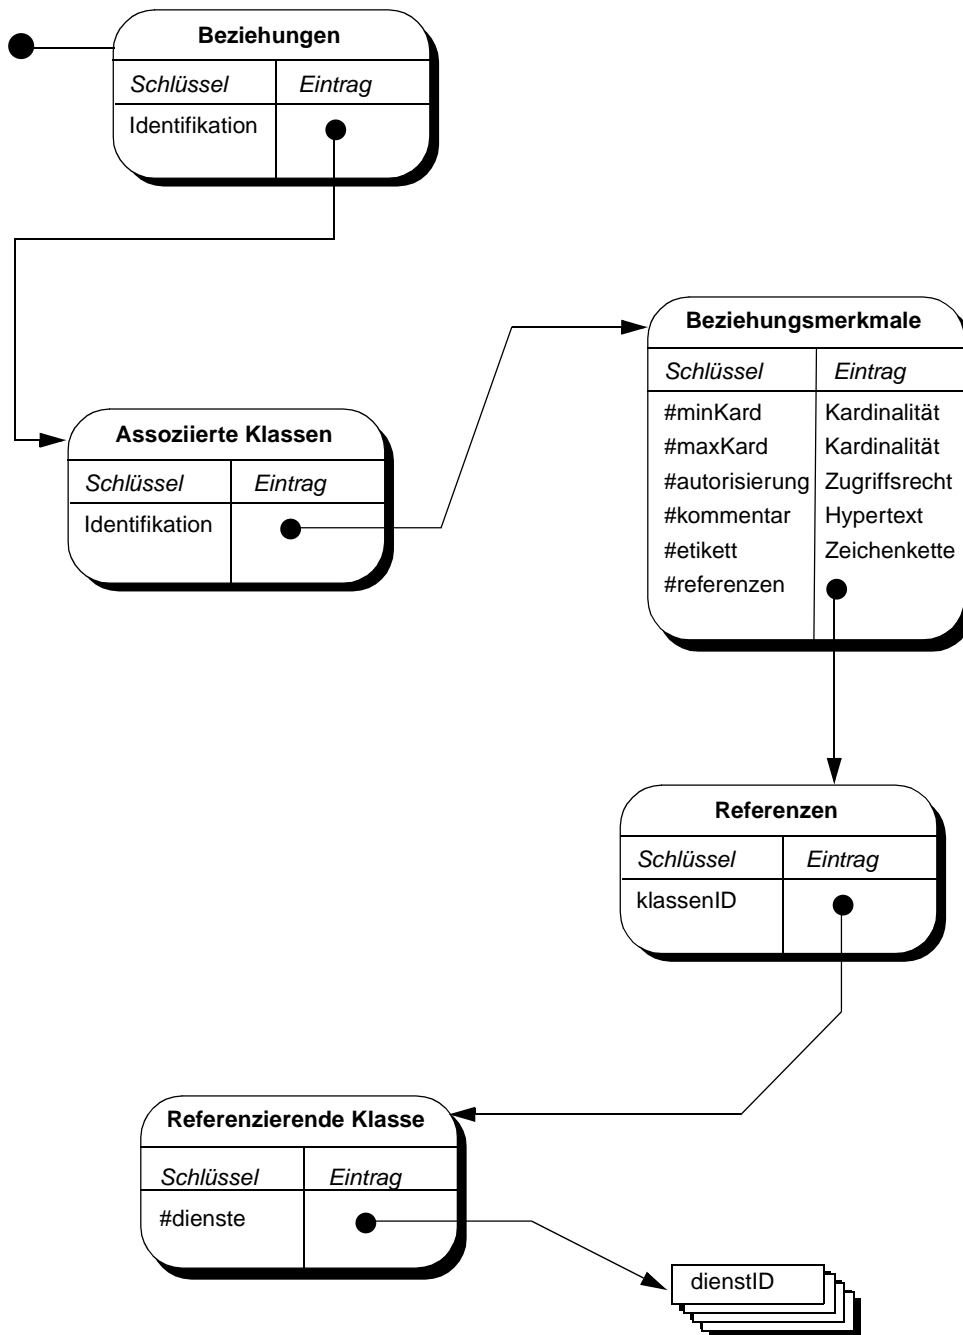 Beziehungen
Schlüssel Eintrag
Identifikation
Beziehungsmerkmale
Schlüssel Eintrag
#minKard Kardinalität
#maxKard Kardinalität
#autorisierung Zugriffsrecht
#kommentar Hypertext
#etikett Zeichenkette
#referenzen
Assoziierte Klassen
Schlüssel Eintrag
Identifikation
Referenzen
Schlüssel Eintrag
klassenID
Referenzierende Klasse
Schlüssel Eintrag
#dienste
dienstID